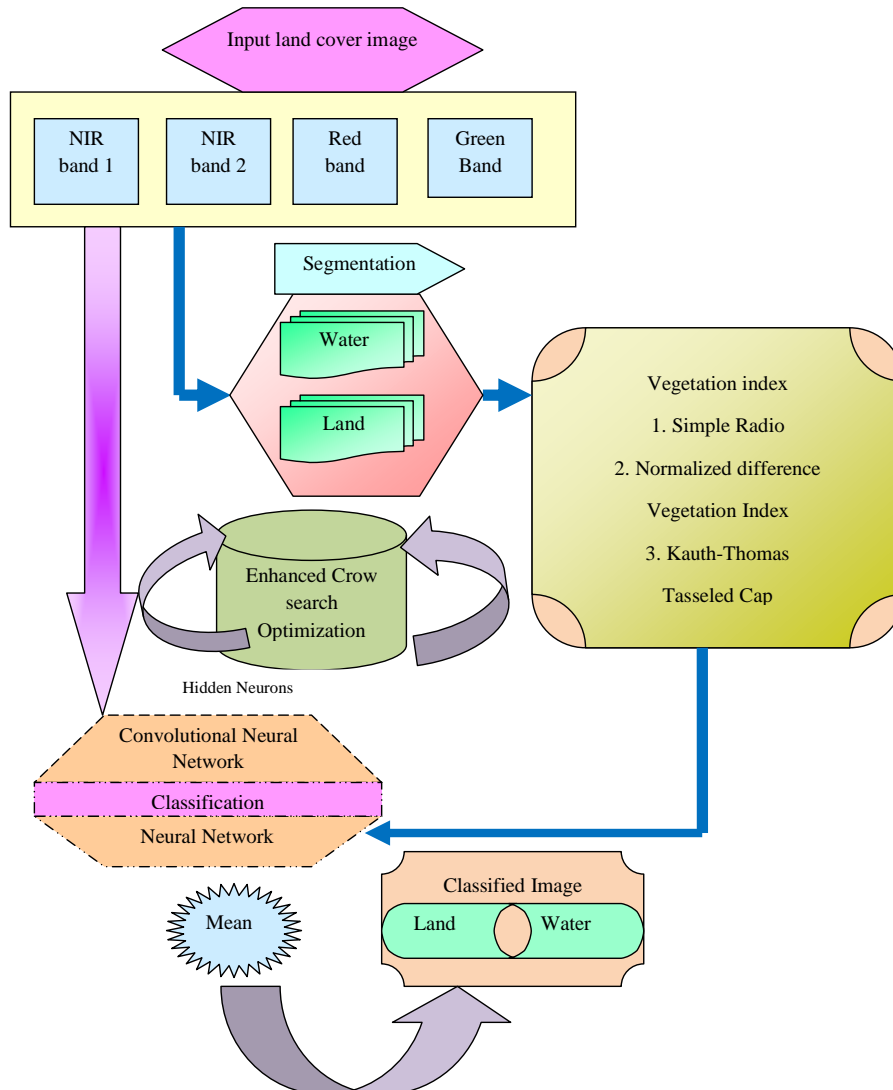 Input land cover image
NIR
band 1
NIR
band 2
Red
band
Green
Band
Segmentation
Water
Land
Vegetation index
1. Simple Radio
2. Normalized difference
Vegetation Index
3. Kauth-Thomas
Tasseled Cap
Enhanced Crow
search
Optimization
Hidden Neurons
Convolutional Neural
Network
Classification
Neural Network
Mean
Classified Image
Land
Water